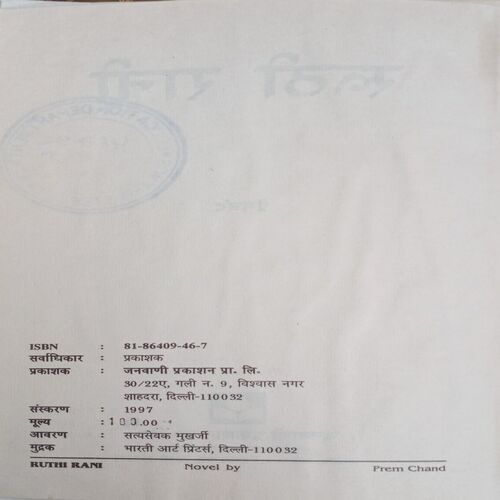 ISBN : 81-86409-46-7
सर्वाधिकार : प्रकाशक
प्रकाशक : जनवाणी प्रकाशन प्रा. लि.
30/22ए, गली न. 9, विश्वास नगर
शाहदरा, दिल्ली-110032
संस्करण : 1997
मूल्य : 100.00
आवरण : सत्यसेवक मुखर्जी
मुद्रक : भारती आर्ट प्रिंटर्स, दिल्ली-110032
RUTHI RANI Novel by Prem Chand